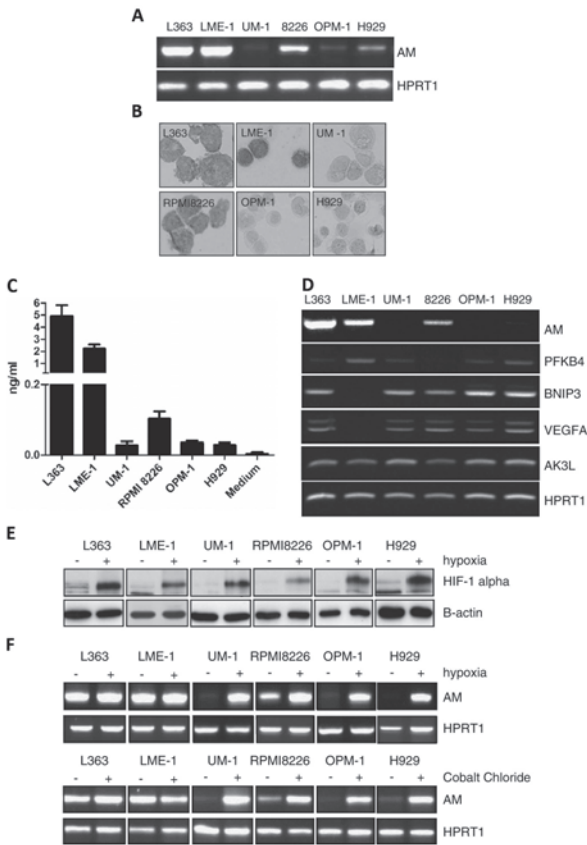 A
L363 LME-1 UM-1 8226 OPM-1 H929
AM
HPRT1
B
L363 LME-1 UM -1
RPMI8226 OPM-1 H929
C
ng/ml
6
5
4
3
2
1
0.2
0.0
L363 LME-1 UM-1 RPMI 8226 OPM-1 H929 Medium
D
L363 LME-1 UM-1 8226 OPM-1 H929
AM
PFKB4
BNIP3
VEGFA
AK3L
HPRT1
E
L363 LME-1 UM-1 RPMI8226 OPM-1 H929
- + - + - + - + - + - + hypoxia
HIF-1 alpha
B-actin
F
L363 LME-1 UM-1 RPMI8226 OPM-1 H929
- + - + - + - + - + - + hypoxia
AM
HPRT1
L363 LME-1 UM-1 RPMI8226 OPM-1 H929
- + - + - + - + - + - + Cobalt Chloride
AM
HPRT1